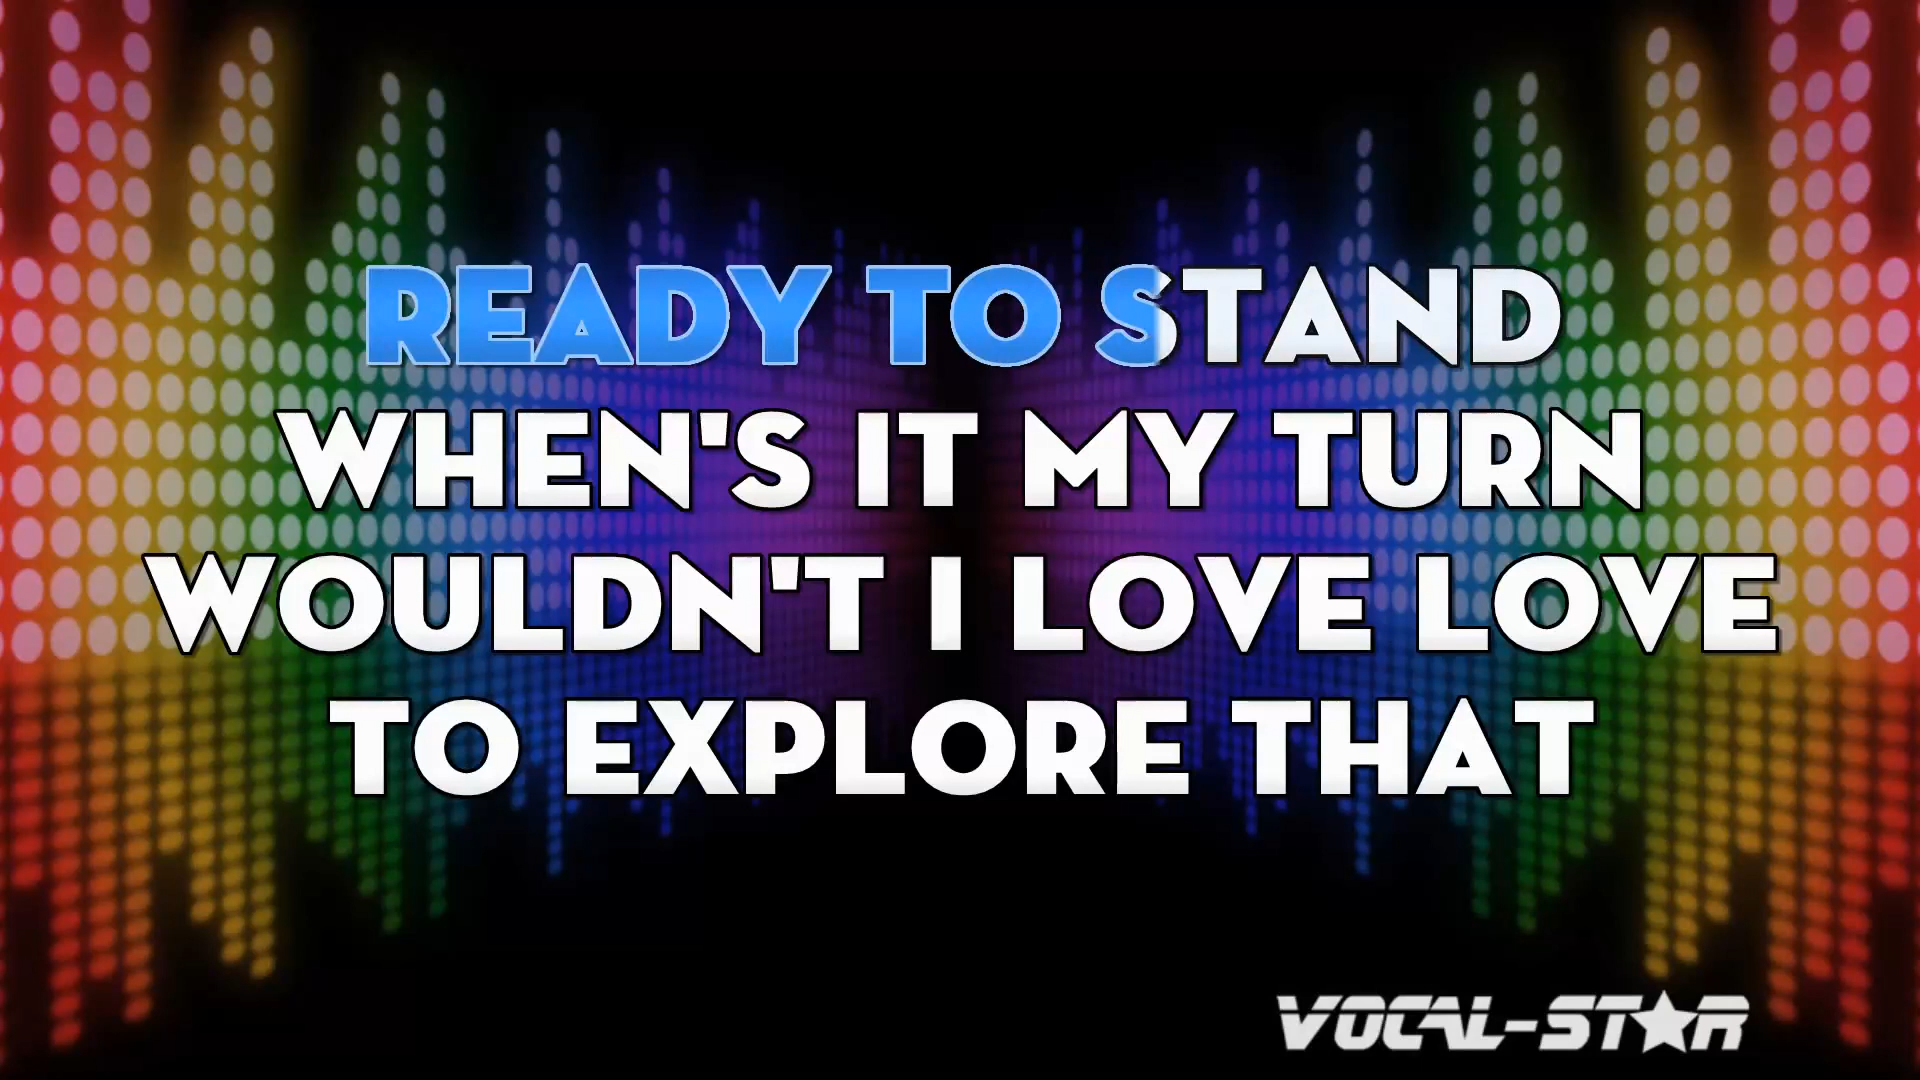 READY TO STAND
WHEN'S IT MY TURN
WOULDN'T I LOVE LOVE
TO EXPLORE THAT
VOCAL-STAR